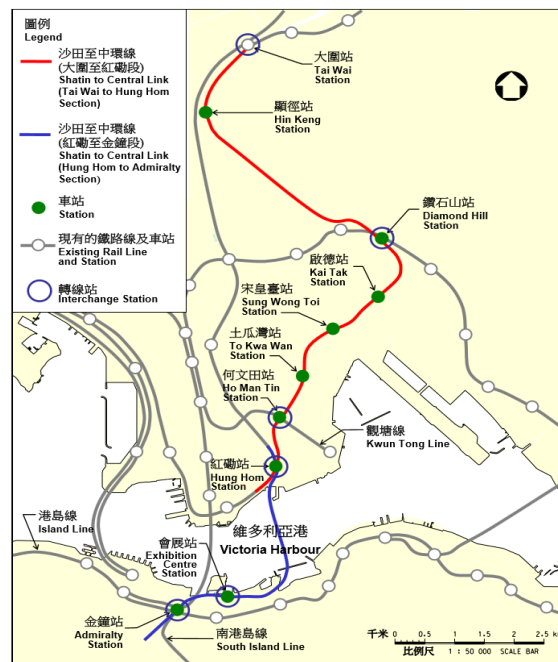 圖例
Legend
沙田至中環線
(大圍至紅磡段)
Shatin to Central Link
(Tai Wai to Hung Hom
Section)
沙田至中環線
(紅磡至金鐘段)
Shatin to Central Link
(Hung Hom to Admiralty
Section)
車站
Station
現有的鐵路線及車站
Existing Rail Line
and Station
轉線站
Interchange Station
大圍站
Tai Wai
Station
顯徑站
Hin Keng
Station
鑽石山站
Diamond Hill
Station
啟德站
Kai Tak
Station
宋皇臺站
Sung Wong Toi
Station
土瓜灣站
To Kwa Wan
Station
何文田站
Ho Man Tin
Station
觀塘線
Kwun Tong Line
紅磡站
Hung Hom
Station
港島線
Island Line
維多利亞港
Victoria Harbour
會展站
Exhibition
Centre
Station
金鐘站
Admiralty
Station
南港島線
South Island Line
千米 0 0.5 1 1.5 2 2.5 km
比例尺 1 : 50 000 SCALE BAR